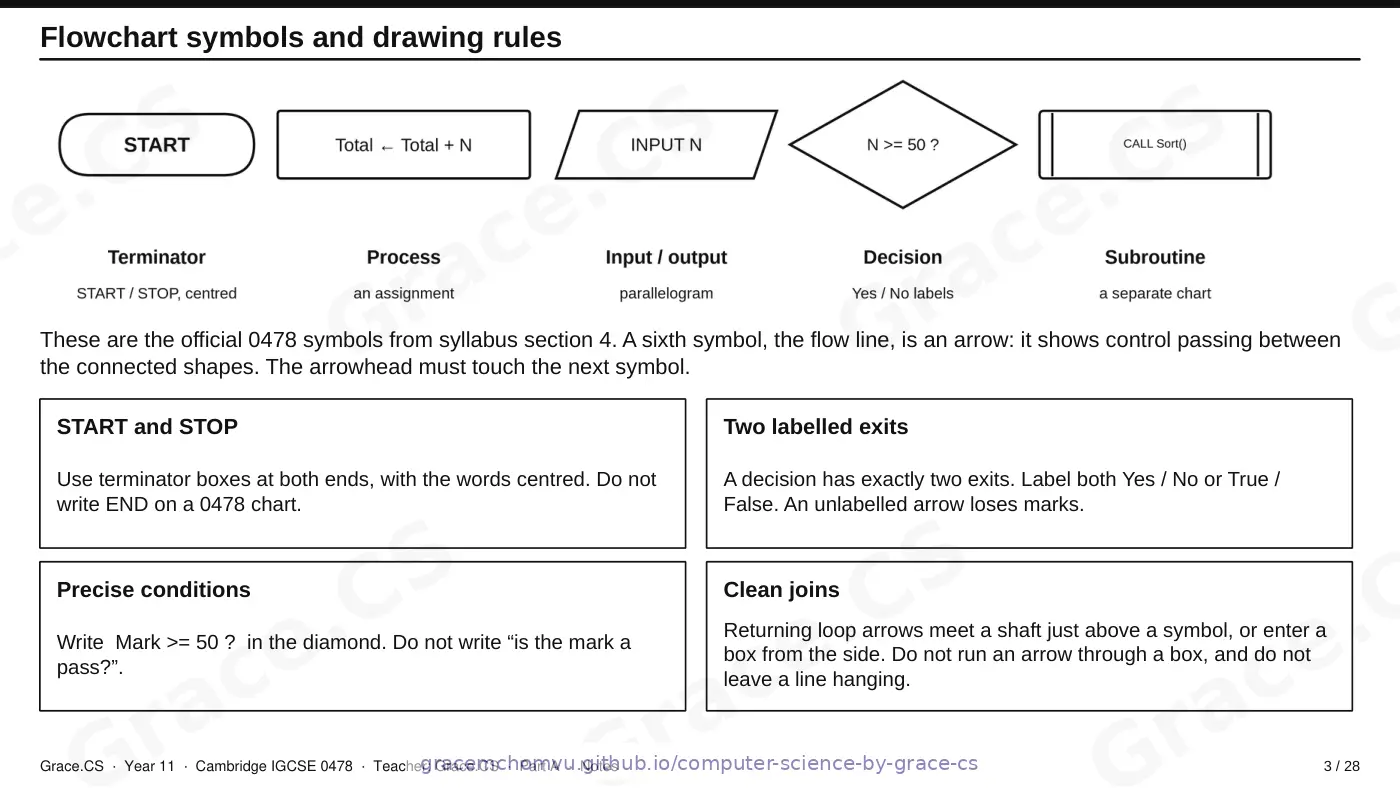 Flowchart symbols and drawing rules
START
Total ← Total + N
INPUT N
N >= 50 ?
CALL Sort()
Terminator
Process
Input / output
Decision
Subroutine
START / STOP, centred
an assignment
parallelogram
Yes / No labels
a separate chart
These are the official 0478 symbols from syllabus section 4. A sixth symbol, the flow line, is an arrow: it shows control passing between
the connected shapes. The arrowhead must touch the next symbol.
START and STOP
Use terminator boxes at both ends, with the words centred. Do not
write END on a 0478 chart.
Two labelled exits
A decision has exactly two exits. Label both Yes / No or True /
False. An unlabelled arrow loses marks.
Precise conditions
Write Mark >= 50 ? in the diamond. Do not write “is the mark a
pass?”.
Clean joins
Returning loop arrows meet a shaft just above a symbol, or enter a
box from the side. Do not run an arrow through a box, and do not
leave a line hanging.
Grace.CS · Year 11 · Cambridge IGCSE 0478 · Teacher Grace.CS · Part A · Notes
gracemchomvu.github.io/computer-science-by-grace-cs
3 / 28
Grace.CS